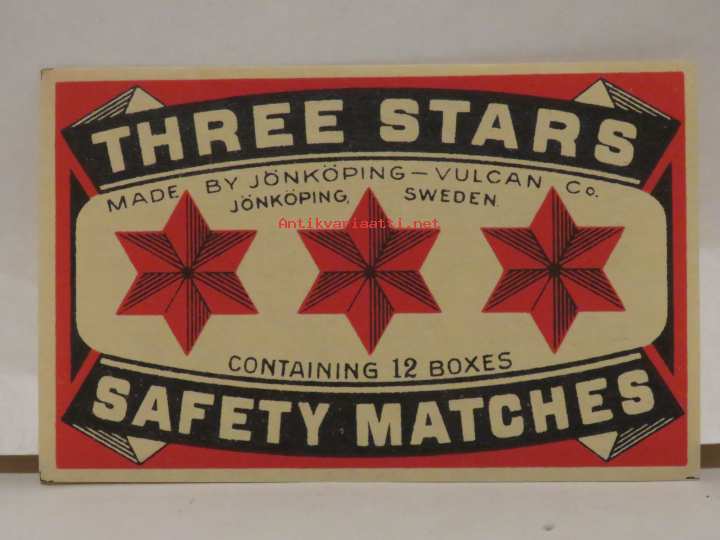 THREE STARS
MADE BY JÖNKÖPING – VULCAN Co.
JÖNKÖPING, SWEDEN.
Antikvariaatti.net
CONTAINING 12 BOXES
SAFETY MATCHES